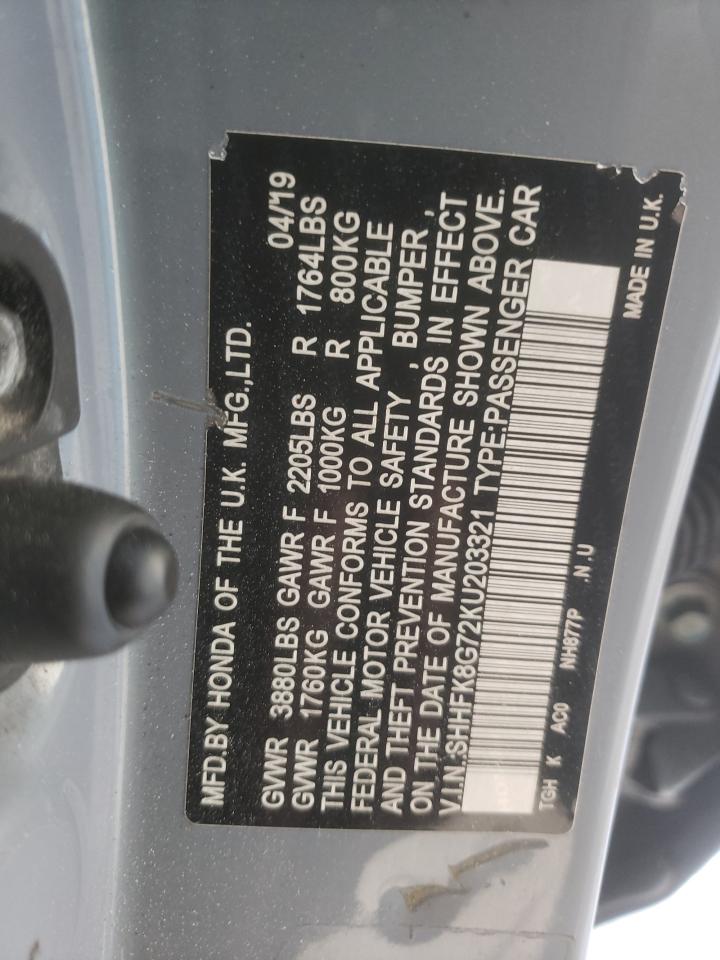 MFD.BY HONDA OF THE U.K. MFG.,LTD.
04/19
GVWR 3880LBS GAWR F 2205LBS R 1764LBS
GVWR 1760KG GAWR F 1000KG R 800KG
THIS VEHICLE CONFORMS TO ALL APPLICABLE
FEDERAL MOTOR VEHICLE SAFETY , BUMPER ,
AND THEFT PREVENTION STANDARDS IN EFFECT
ON THE DATE OF MANUFACTURE SHOWN ABOVE.
V.I.N.:SHHFK8G72KU203321 TYPE:PASSENGER CAR
TGH K AC0 NH877P .N.U
MADE IN U.K.